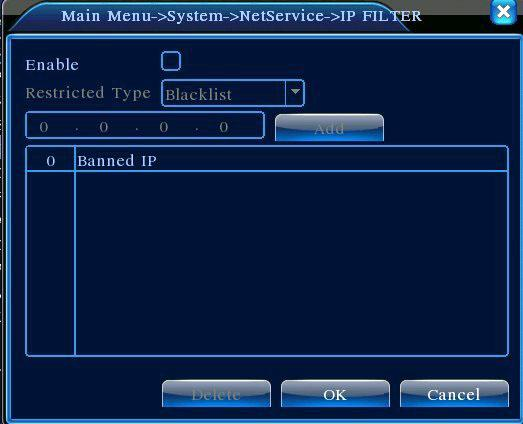 Main Menu->System->NetService->IP FILTER
Enable
Restricted Type Blacklist
0 . 0 . 0 . 0 Add
0 Banned IP
Delete OK Cancel